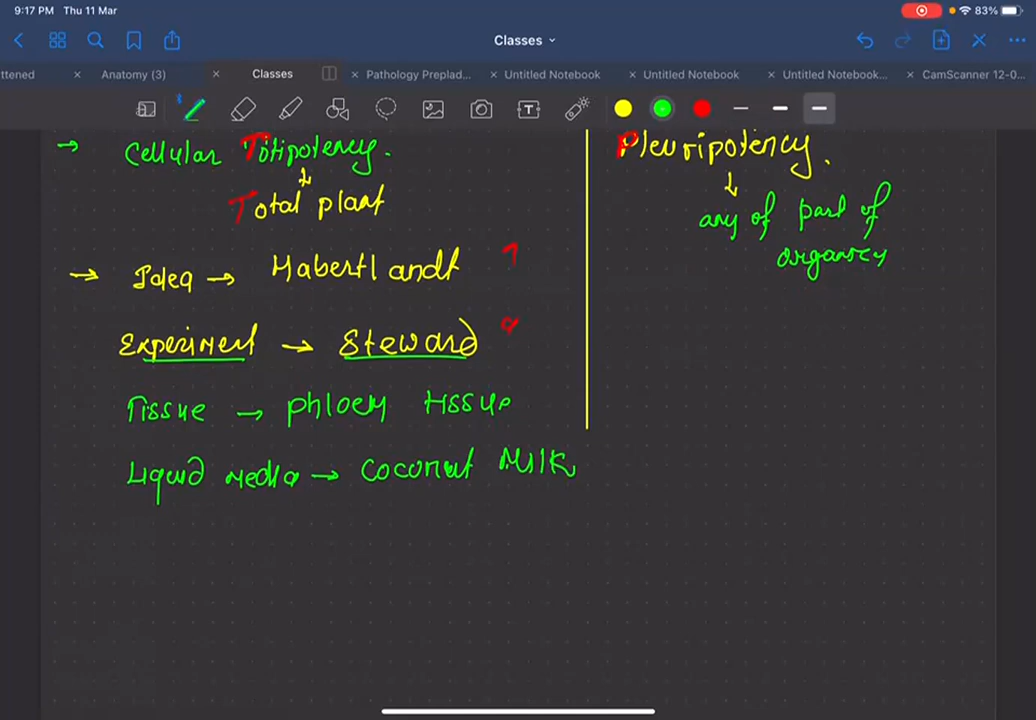 9:17 PM Thu 11 Mar
83%
Classes
ttened
Anatomy (3)
Classes
Pathology Preplad...
Untitled Notebook
Untitled Notebook
Untitled Notebook...
CamScanner 12-0...
→ Cellular Totipotency.
Total plant
→ Idea → Habertlandt
Experiment → Steward
Tissue → Phloem tissue
Liquid media → Coconut Milk
Pleuripotency.
any of part of